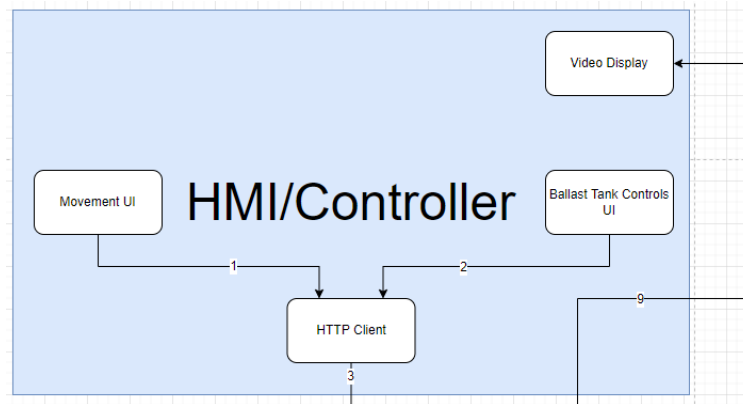 Video Display
Movement UI
HMI/Controller
Ballast Tank Controls
UI
1
2
HTTP Client
9
3